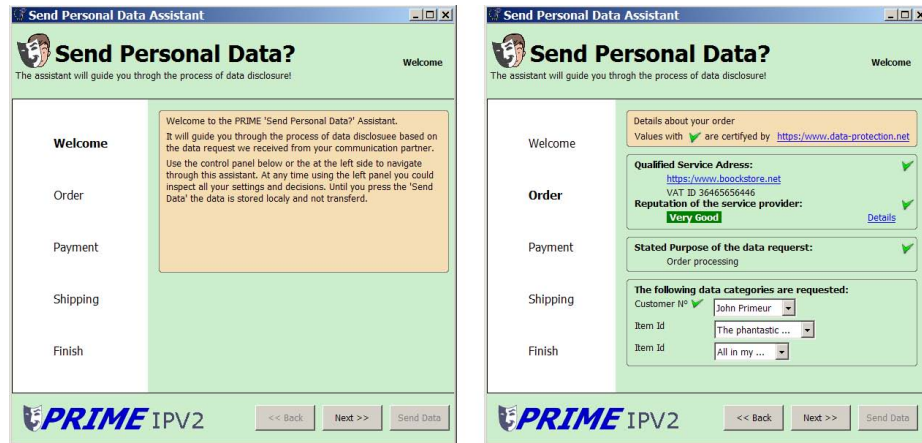 Send Personal Data Assistant
Send Personal Data?
Welcome
The assistant will guide you throgh the process of data disclosure!
Welcome
Order
Payment
Shipping
Finish
Welcome to the PRIME 'Send Personal Data?' Assistant.
It will guide you through the process of data disclosuee based on
the data request we received from your communication partner.
Use the control panel below or the at the left side to navigate
through this assistant. At any time using the left panel you could
inspect all your settings and decisions. Until you press the 'Send
Data' the data is stored localy and not transferd.
PRIME IPV2
<< Back
Next >>
Send Data
Send Personal Data Assistant
Send Personal Data?
Welcome
The assistant will guide you throgh the process of data disclosure!
Welcome
Order
Payment
Shipping
Finish
Details about your order
Values with are certifyed by https://www.data-protection.net
Qualified Service Adress:
https://www.boockstore.net
VAT ID 36465656446
Reputation of the service provider:
Very Good Details
Stated Purpose of the data requerst:
Order processing
The following data categories are requested:
Customer N° John Primeur
Item Id The phantastic ...
Item Id All in my ...
PRIME IPV2
<< Back
Next >>
Send Data